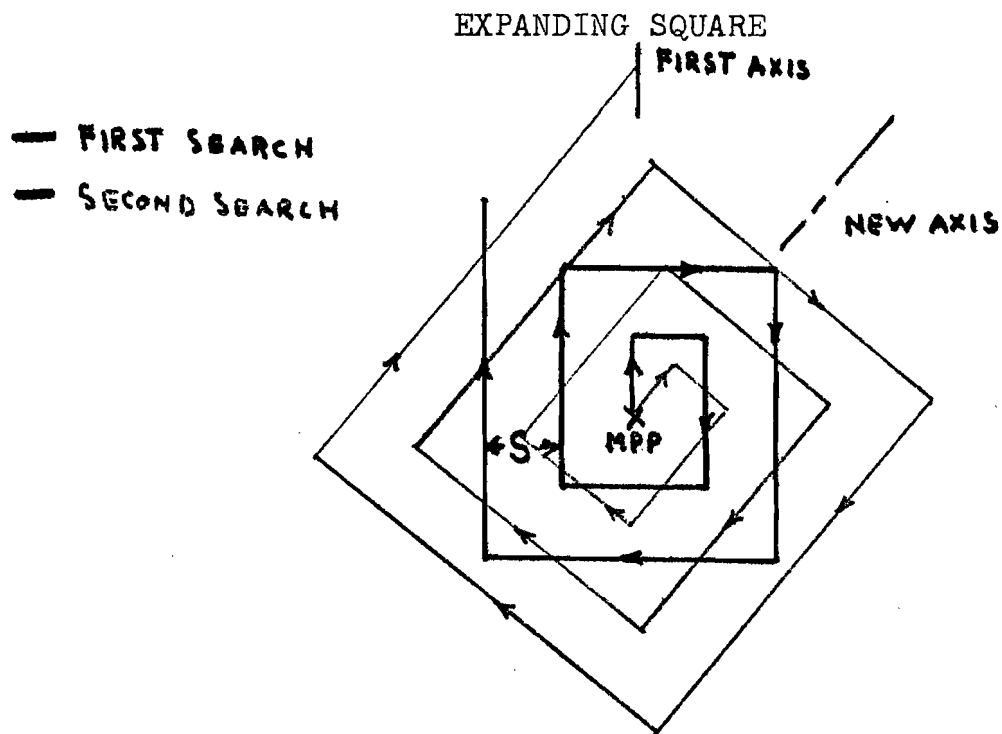 EXPANDING SQUARE
FIRST AXIS
FIRST SEARCH
SECOND SEARCH
NEW AXIS
S
MPP